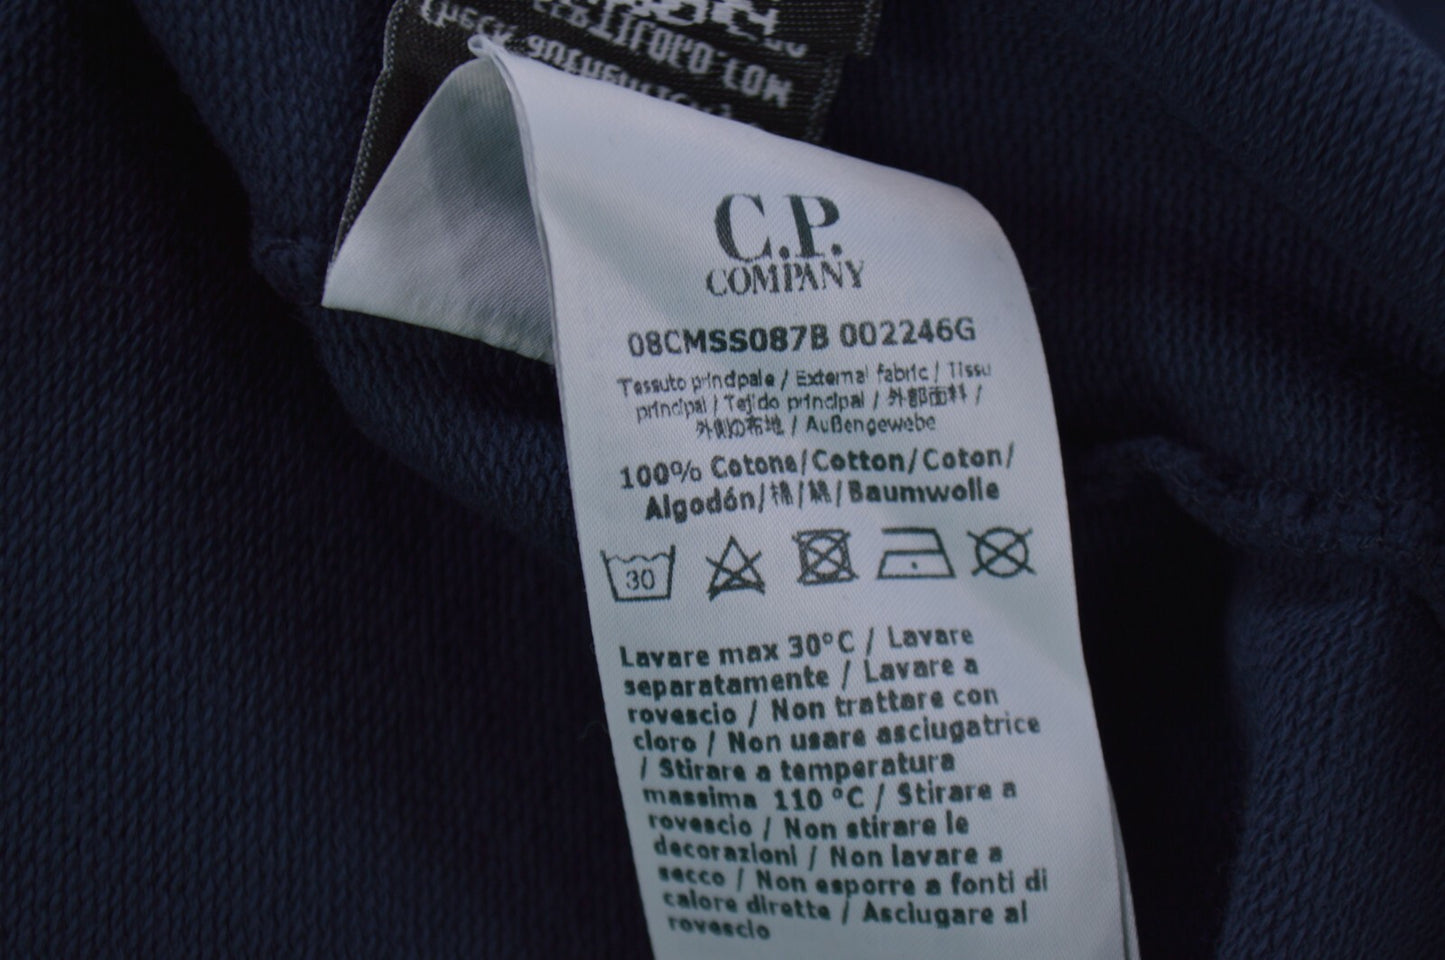 CERTILOGO.COM
C.P.
COMPANY
08CMSS087B 002246G
Tessuto principale / External fabric / Tissu
principal / Tejido principal / 外部面料 /
外側の布地 / Außengewebe
100% Cotone/Cotton/Coton/
Algodón/棉/綿/Baumwolle
30
Lavare max 30°C / Lavare
separatamente / Lavare a
rovescio / Non trattare con
cloro / Non usare asciugatrice
/ Stirare a temperatura
massima 110 °C / Stirare a
rovescio / Non stirare le
decorazioni / Non lavare a
secco / Non esporre a fonti di
calore dirette / Asciugare al
rovescio